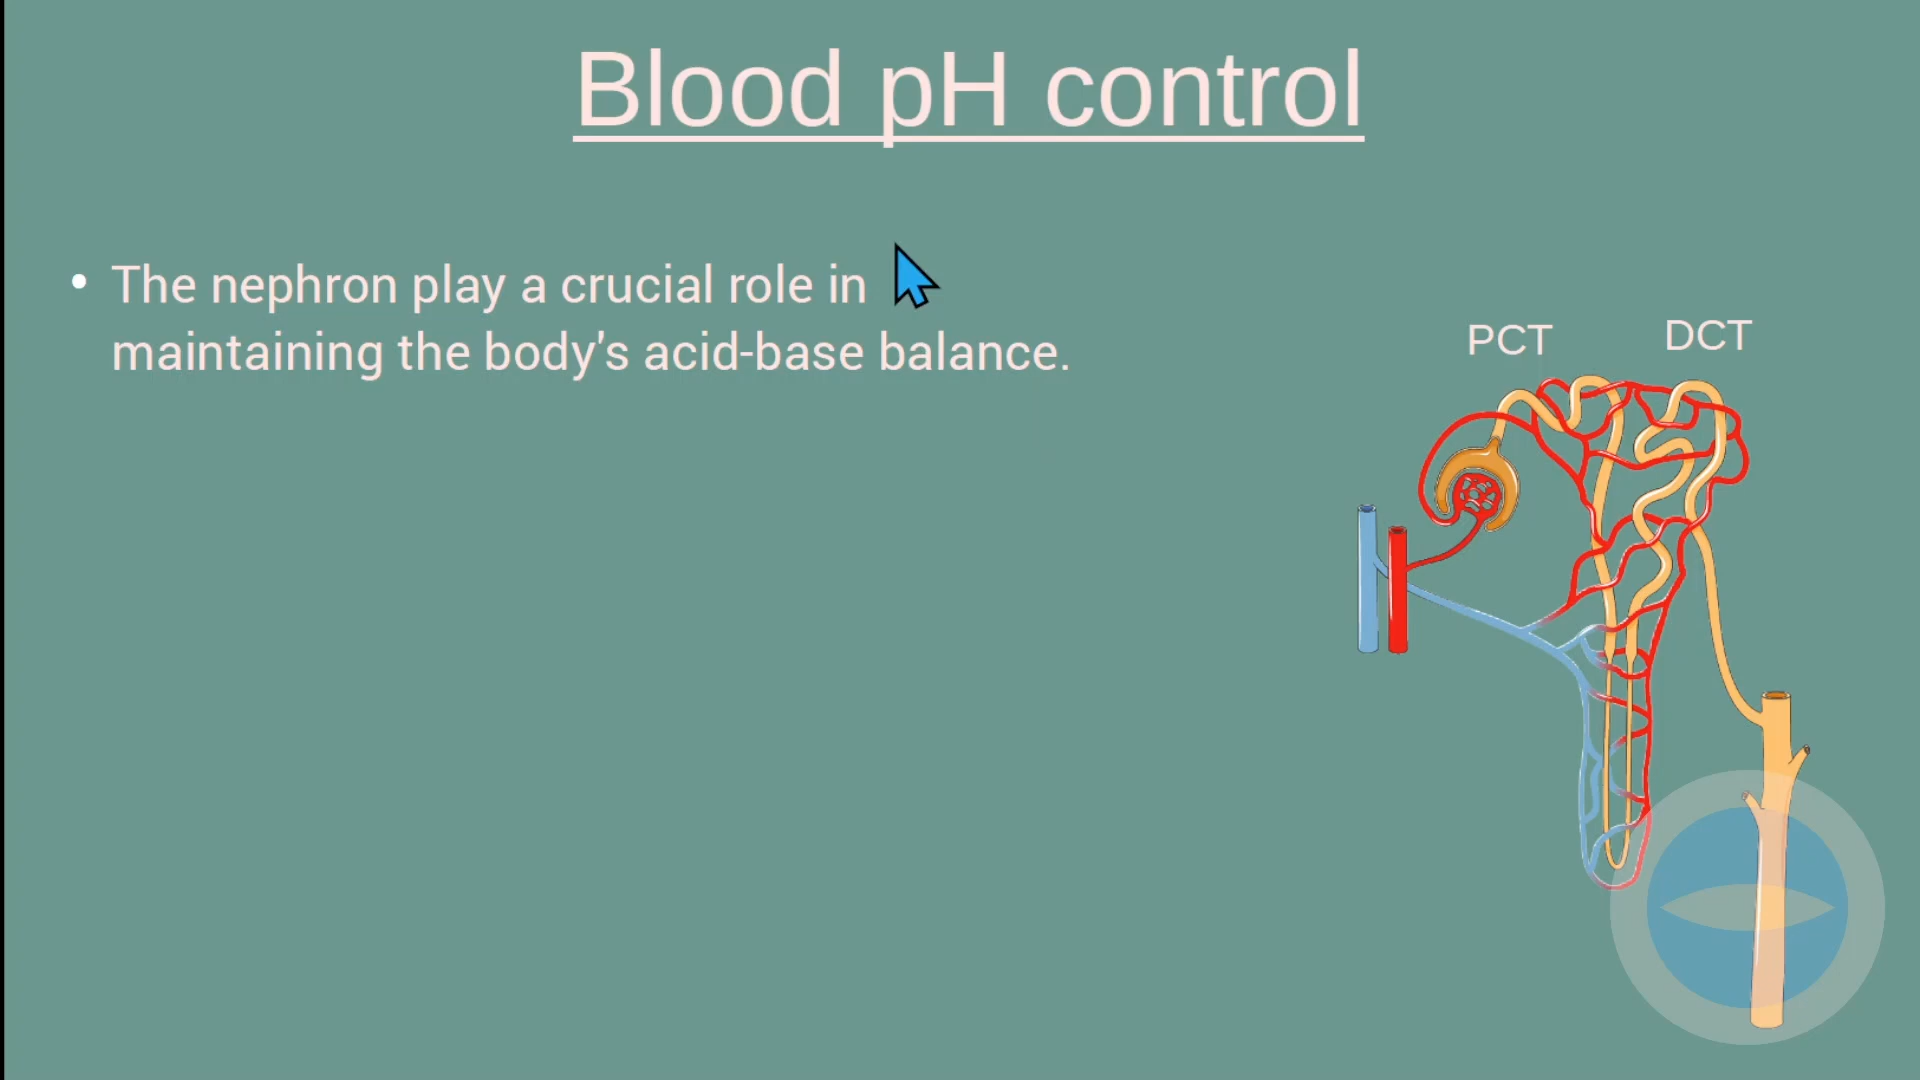 Blood pH control
• The nephron play a crucial role in
maintaining the body's acid-base balance.
PCT
DCT